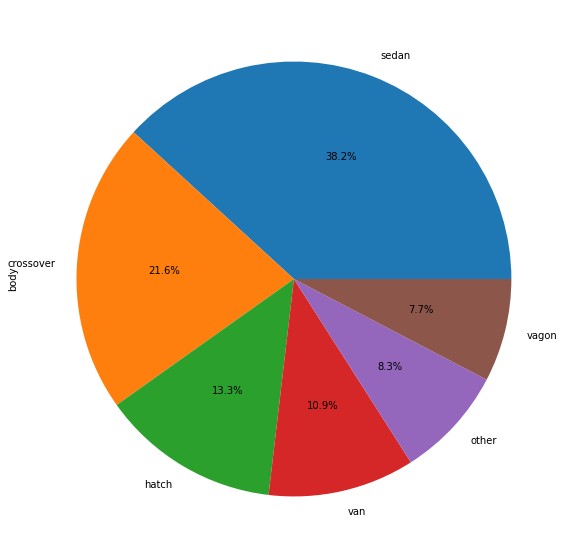 sedan
38.2%
crossover
body
21.6%
7.7%
vagon
8.3%
13.3%
10.9%
other
hatch
van